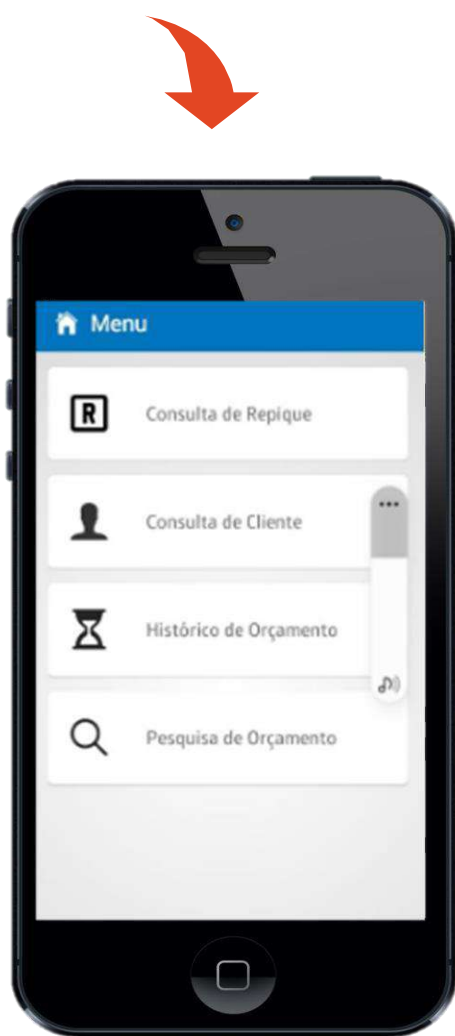 Menu
R
Consulta de Repique
Consulta de Cliente
Histórico de Orçamento
Pesquisa de Orçamento